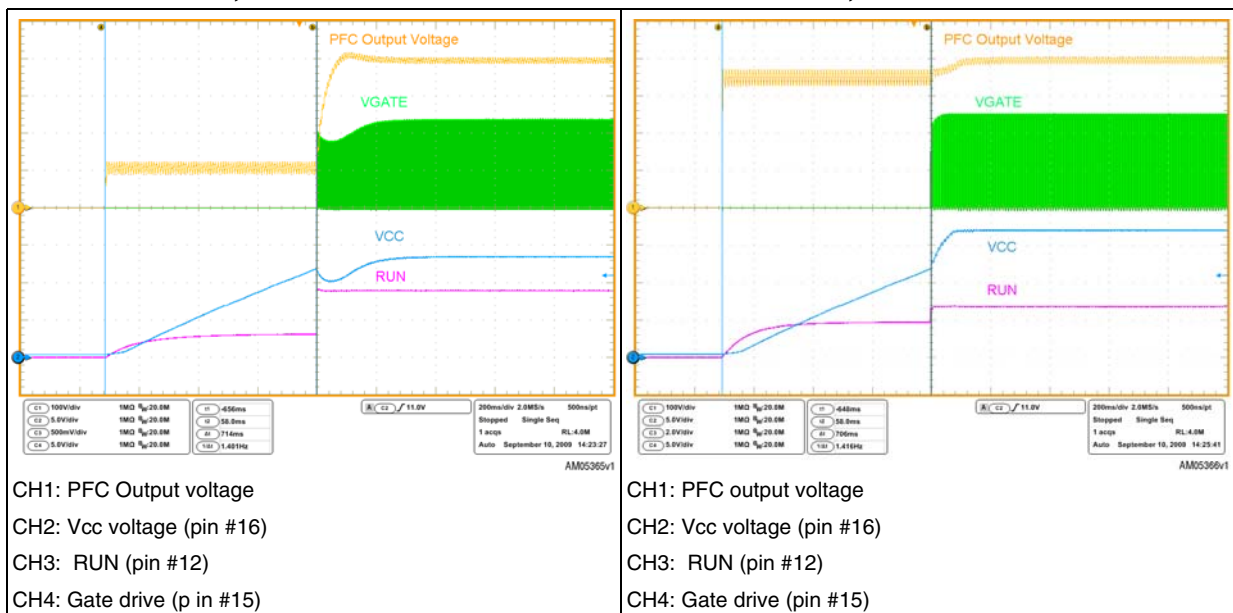 PFC Output Voltage
VGATE
VCC
RUN
C1 100V/div 1MΩ BW:20.0M
C2 5.0V/div 1MΩ BW:20.0M
C3 500mV/div 1MΩ BW:20.0M
C4 5.0V/div 1MΩ BW:20.0M
t1 -656ms
t2 58.0ms
Δt 714ms
1/Δt 1.401Hz
A C2 11.0V
200ms/div 2.0MS/s 500ns/pt
Stopped Single Seq
1 acqs RL:4.0M
Auto September 10, 2009 14:23:27
AM05365v1
CH1: PFC Output voltage
CH2: Vcc voltage (pin #16)
CH3: RUN (pin #12)
CH4: Gate drive (p in #15)
PFC Output Voltage
VGATE
VCC
RUN
C1 100V/div 1MΩ BW:20.0M
C2 5.0V/div 1MΩ BW:20.0M
C3 2.0V/div 1MΩ BW:20.0M
C4 5.0V/div 1MΩ BW:20.0M
t1 -648ms
t2 58.0ms
Δt 706ms
1/Δt 1.416Hz
A C2 11.0V
200ms/div 2.0MS/s 500ns/pt
Stopped Single Seq
1 acqs RL:4.0M
Auto September 10, 2009 14:25:41
AM05366v1
CH1: PFC output voltage
CH2: Vcc voltage (pin #16)
CH3: RUN (pin #12)
CH4: Gate drive (pin #15)